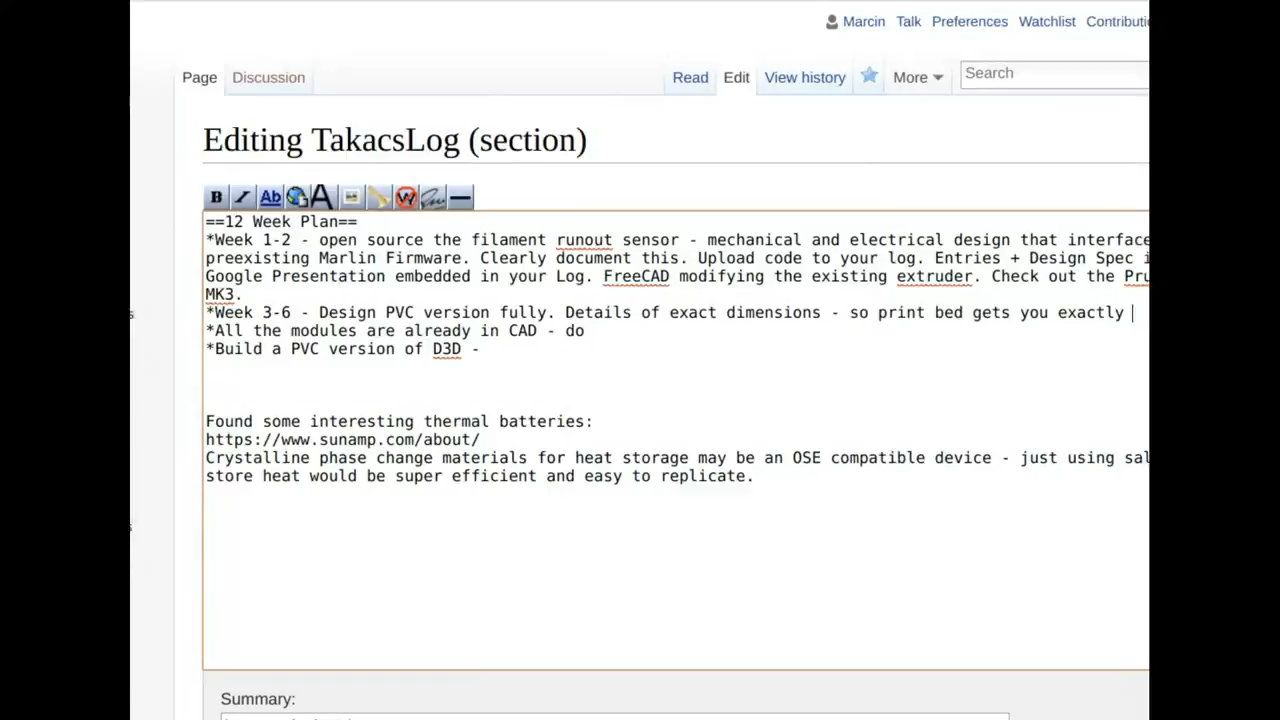 Marcin Talk Preferences Watchlist
Page Discussion Read Edit View history More Search
Editing TakacsLog (section)
B I Ab A W
==12 Week Plan==
*Week 1-2 - open source the filament runout sensor - mechanical and electrical design that interface
preexisting Marlin Firmware. Clearly document this. Upload code to your log. Entries + Design Spec
Google Presentation embedded in your Log. FreeCAD modifying the existing extruder. Check out the
MK3.
*Week 3-6 - Design PVC version fully. Details of exact dimensions - so print bed gets you exactly
*All the modules are already in CAD - do
*Build a PVC version of D3D -
Found some interesting thermal batteries:
https://www.sunamp.com/about/
Crystalline phase change materials for heat storage may be an OSE compatible device - just using
store heat would be super efficient and easy to replicate.
Summary: